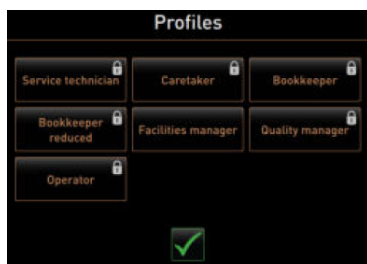 Profiles
Service technician
Caretaker
Bookkeeper
Bookkeeper
reduced
Facilities manager
Quality manager
Operator